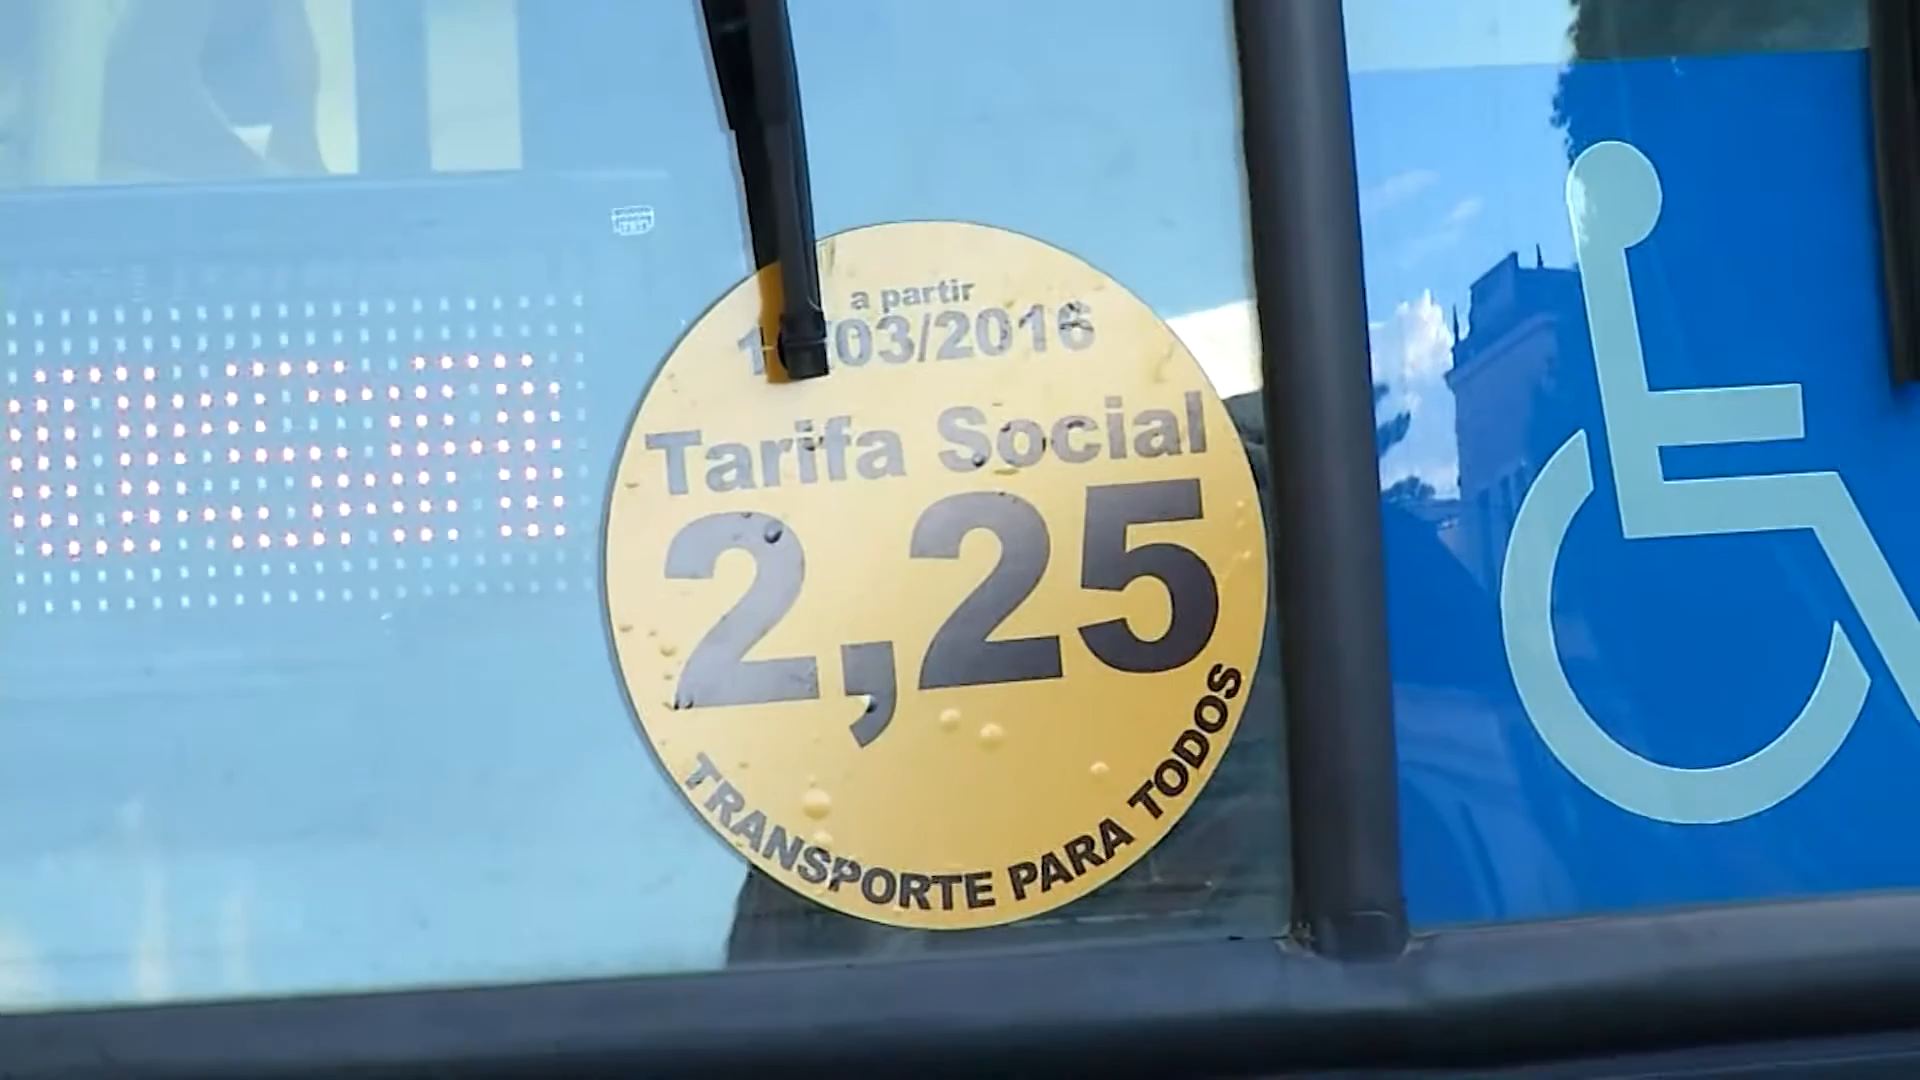 a partir
/03/2016
Tarifa Social
2,25
TRANSPORTE PARA TODOS